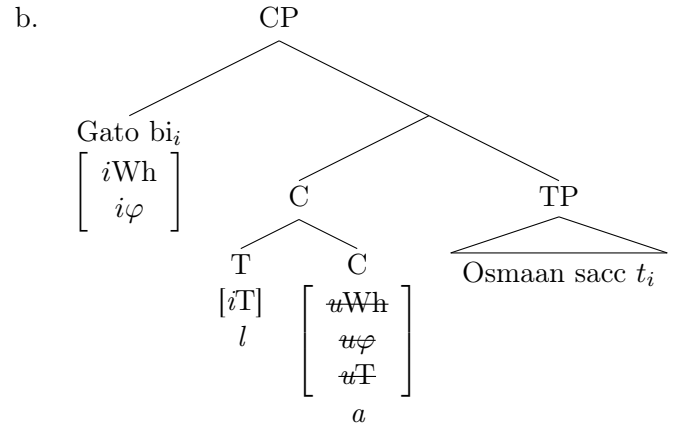 b. CP
Gato bi_i
[ iWh
iφ ]
C TP
T C
[iT] [ uWh
l uφ
uT ]
Osmaan sacc t_i
a